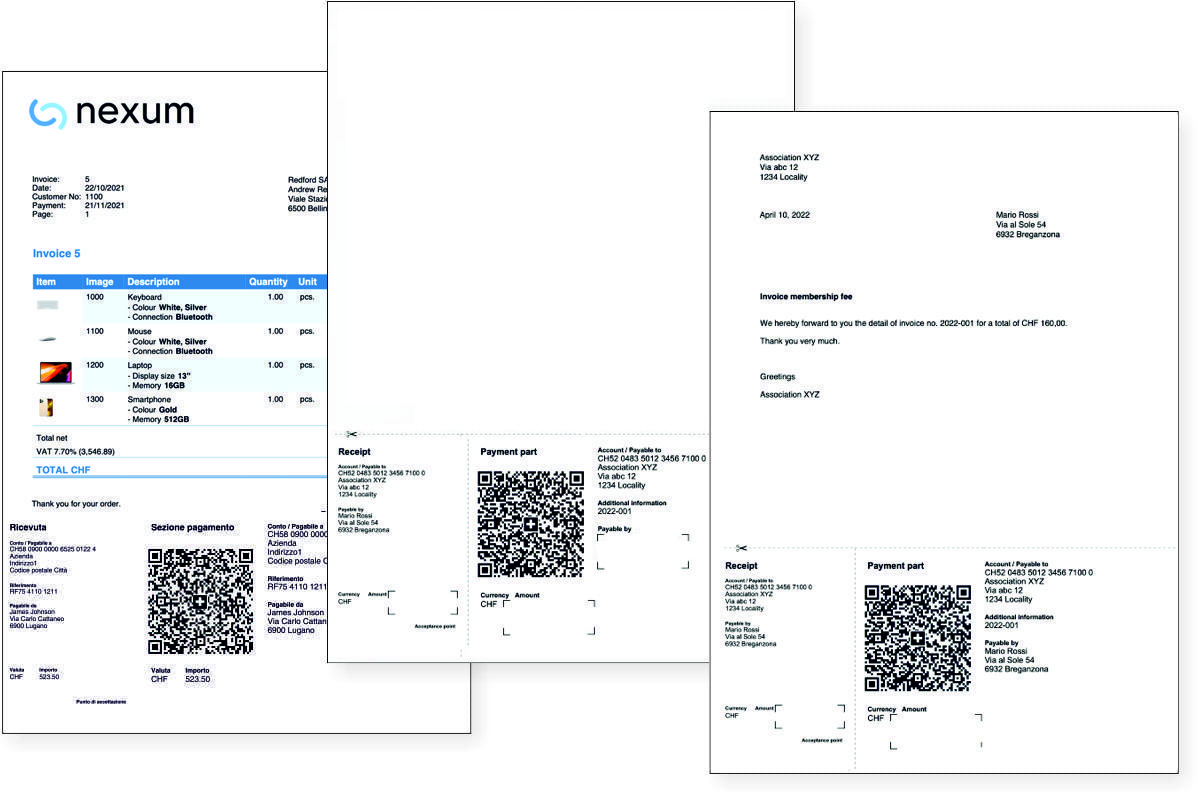 nexum
Invoice: 5
Date: 22/10/2021
Customer No: 1100
Payment: 21/11/2021
Page: 1
Redford SA
Andrew Re
Viale Stazi
6500 Bellin
Invoice 5
Item Image Description Quantity Unit
1000 Keyboard 1.00 pcs.
- Colour White, Silver
- Connection Bluetooth
1100 Mouse 1.00 pcs.
- Colour White, Silver
- Connection Bluetooth
1200 Laptop 1.00 pcs.
- Display size 13"
- Memory 16GB
1300 Smartphone 1.00 pcs.
- Colour Gold
- Memory 512GB
Total net
VAT 7.70% (3,546.89)
TOTAL CHF
Thank you for your order.
Ricevuta
Conto / Pagabile a
CH58 0900 0000 6525 0122 4
Azienda
Indirizzo1
Codice postale Città
Riferimento
RF75 4110 1211
Pagabile da
James Johnson
Via Carlo Cattaneo
6900 Lugano
Valuta Importo
CHF 523.50
Punto di accettazione
Sezione pagamento
Valuta Importo
CHF 523.50
Conto / Pagabile a
CH58 0900 0000
Azienda
Indirizzo1
Codice postale C
Riferimento
RF75 4110 1211
Pagabile da
James Johnson
Via Carlo Cattan
6900 Lugano
Receipt
Account / Payable to
CH52 0483 5012 3456 7100 0
Association XYZ
Via abc 12
1234 Locality
Payable by
Mario Rossi
Via al Sole 54
6932 Breganzona
Currency Amount
CHF
Acceptance point
Payment part
Currency Amount
CHF
Account / Payable to
CH52 0483 5012 3456 7100 0
Association XYZ
Via abc 12
1234 Locality
Additional information
2022-001
Payable by
Association XYZ
Via abc 12
1234 Locality
April 10, 2022
Mario Rossi
Via al Sole 54
6932 Breganzona
Invoice membership fee
We hereby forward to you the detail of invoice no. 2022-001 for a total of CHF 160,00.
Thank you very much.
Greetings
Association XYZ
Receipt
Account / Payable to
CH52 0483 5012 3456 7100 0
Association XYZ
Via abc 12
1234 Locality
Payable by
Mario Rossi
Via al Sole 54
6932 Breganzona
Currency Amount
CHF
Acceptance point
Payment part
Currency Amount
CHF
Account / Payable to
CH52 0483 5012 3456 7100 0
Association XYZ
Via abc 12
1234 Locality
Additional information
2022-001
Payable by
Mario Rossi
Via al Sole 54
6932 Breganzona